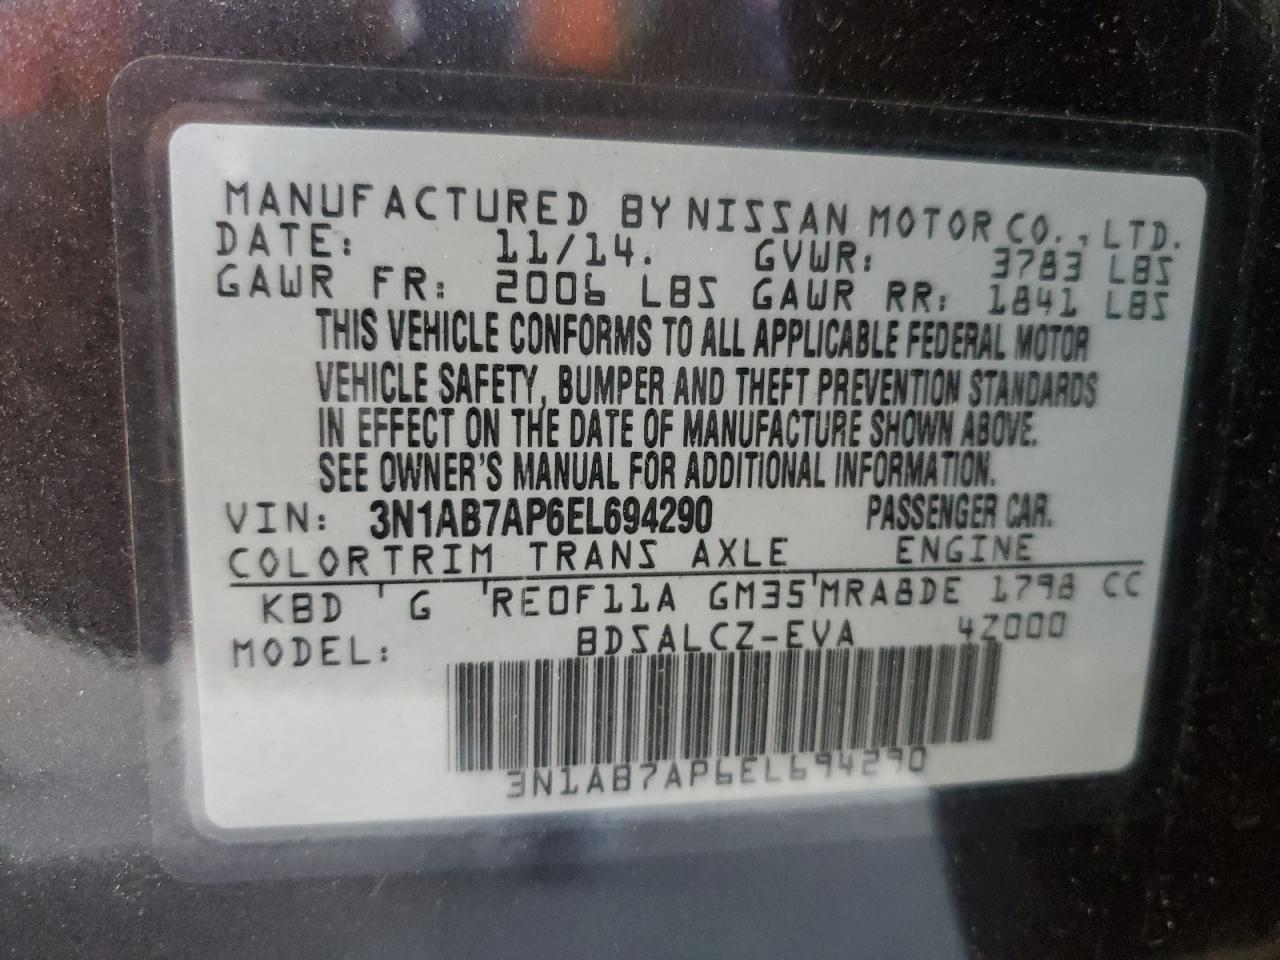 MANUFACTURED BY NISSAN MOTOR CO., LTD.
DATE: 11/14. GVWR: 3783 LBS
GAWR FR: 2006 LBS GAWR RR: 1841 LBS
THIS VEHICLE CONFORMS TO ALL APPLICABLE FEDERAL MOTOR
VEHICLE SAFETY, BUMPER AND THEFT PREVENTION STANDARDS
IN EFFECT ON THE DATE OF MANUFACTURE SHOWN ABOVE.
SEE OWNER'S MANUAL FOR ADDITIONAL INFORMATION.
VIN: 3N1AB7AP6EL694290 PASSENGER CAR.
COLORTRIM TRANS AXLE ENGINE
KBD ' G 'RE0F11A GM35'MRA8DE 1798 CC
MODEL: BDSALCZ-EVA 4Z000
3N1AB7AP6EL694290